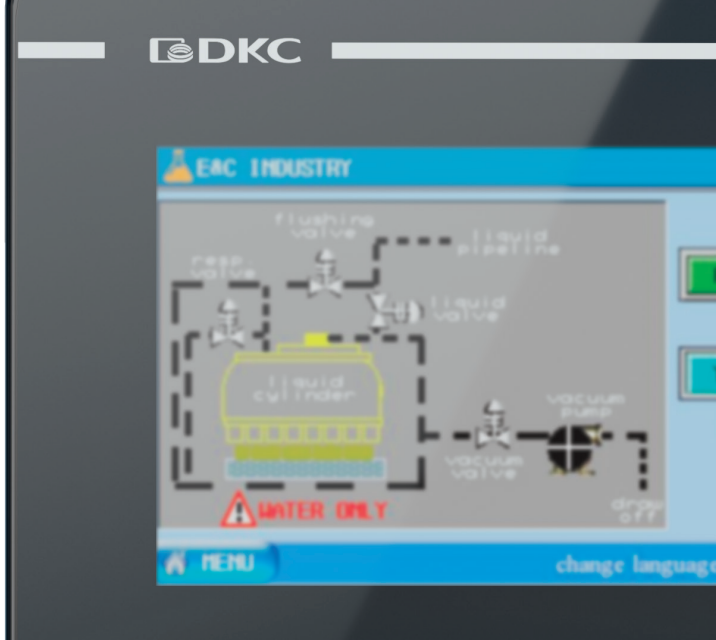 DKC
E&C INDUSTRY
flushing
valve
liquid
pipeline
resp.
valve
liquid
valve
liquid
cylinder
vacuum
pump
vacuum
valve
draw
off
WATER ONLY
MENU
change language